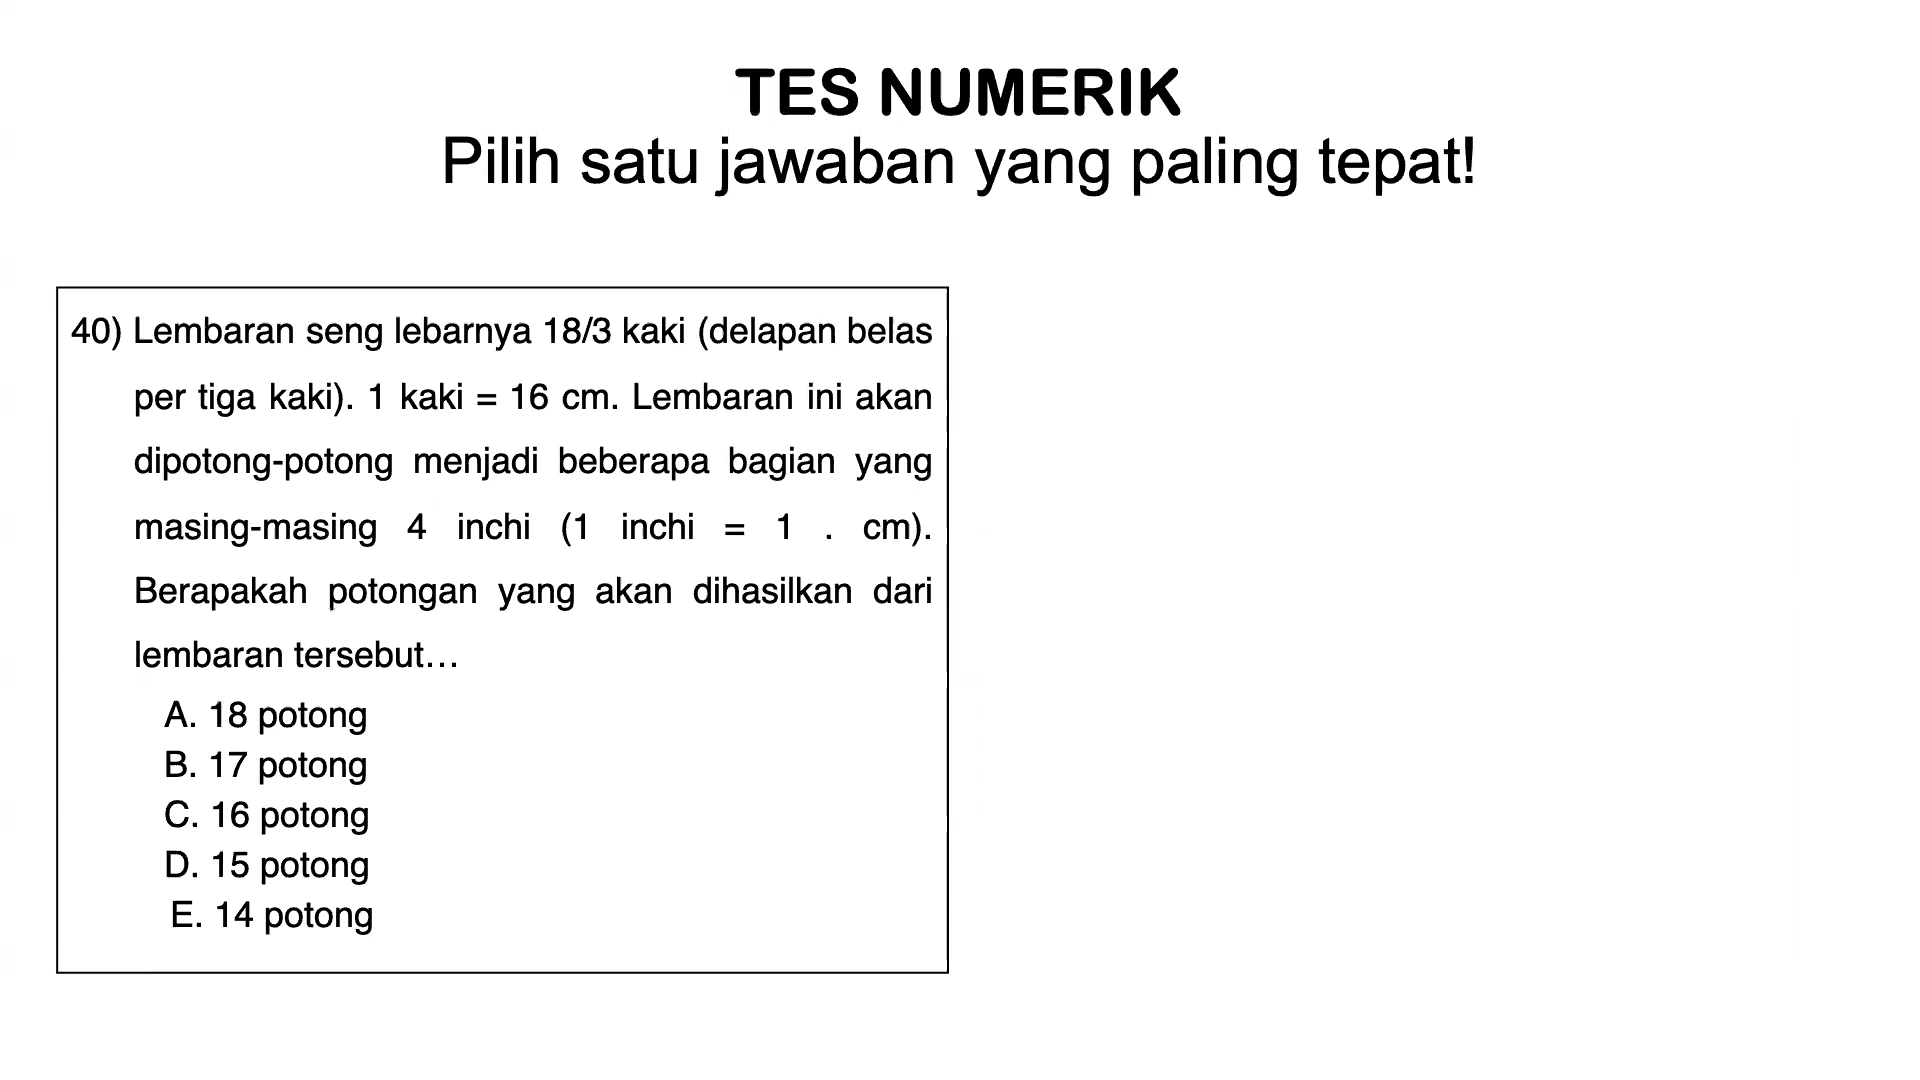 TES NUMERIK
Pilih satu jawaban yang paling tepat!
40) Lembaran seng lebarnya 18/3 kaki (delapan belas
per tiga kaki). 1 kaki = 16 cm. Lembaran ini akan
dipotong-potong menjadi beberapa bagian yang
masing-masing 4 inchi (1 inchi = 1 . cm).
Berapakah potongan yang akan dihasilkan dari
lembaran tersebut…
A. 18 potong
B. 17 potong
C. 16 potong
D. 15 potong
E. 14 potong